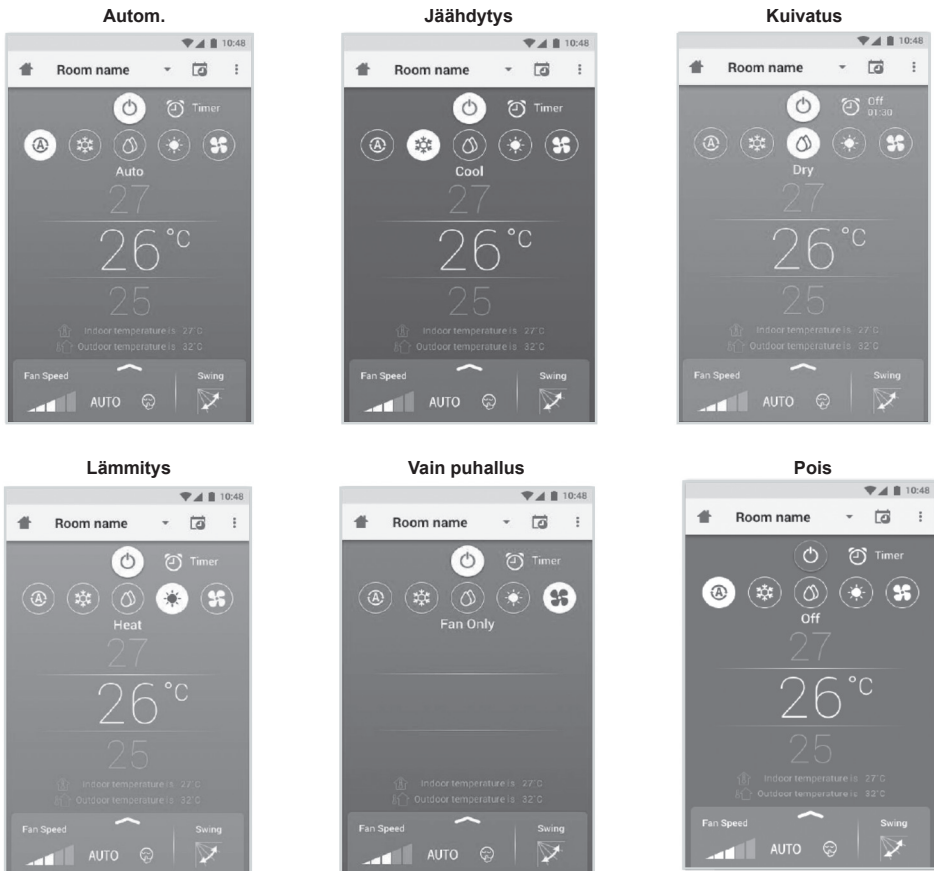 Autom.
10:48
Room name
Timer
Auto
27
26°C
25
Indoor temperature is 27°C
Outdoor temperature is 32°C
Fan Speed
Swing
AUTO
Jäähdytys
10:48
Room name
Timer
Cool
27
26°C
25
Indoor temperature is 27°C
Outdoor temperature is 32°C
Fan Speed
Swing
AUTO
Kuivatus
10:48
Room name
Off
01:30
Dry
27
26°C
25
Indoor temperature is 27°C
Outdoor temperature is 32°C
Fan Speed
Swing
AUTO
Lämmitys
10:48
Room name
Timer
Heat
27
26°C
25
Indoor temperature is 27°C
Outdoor temperature is 32°C
Fan Speed
Swing
AUTO
Vain puhallus
10:48
Room name
Timer
Fan Only
Indoor temperature is 27°C
Outdoor temperature is 32°C
Fan Speed
Swing
AUTO
Pois
10:48
Room name
Timer
Off
27
26°C
25
Indoor temperature is 27°C
Outdoor temperature is 32°C
Fan Speed
Swing
AUTO